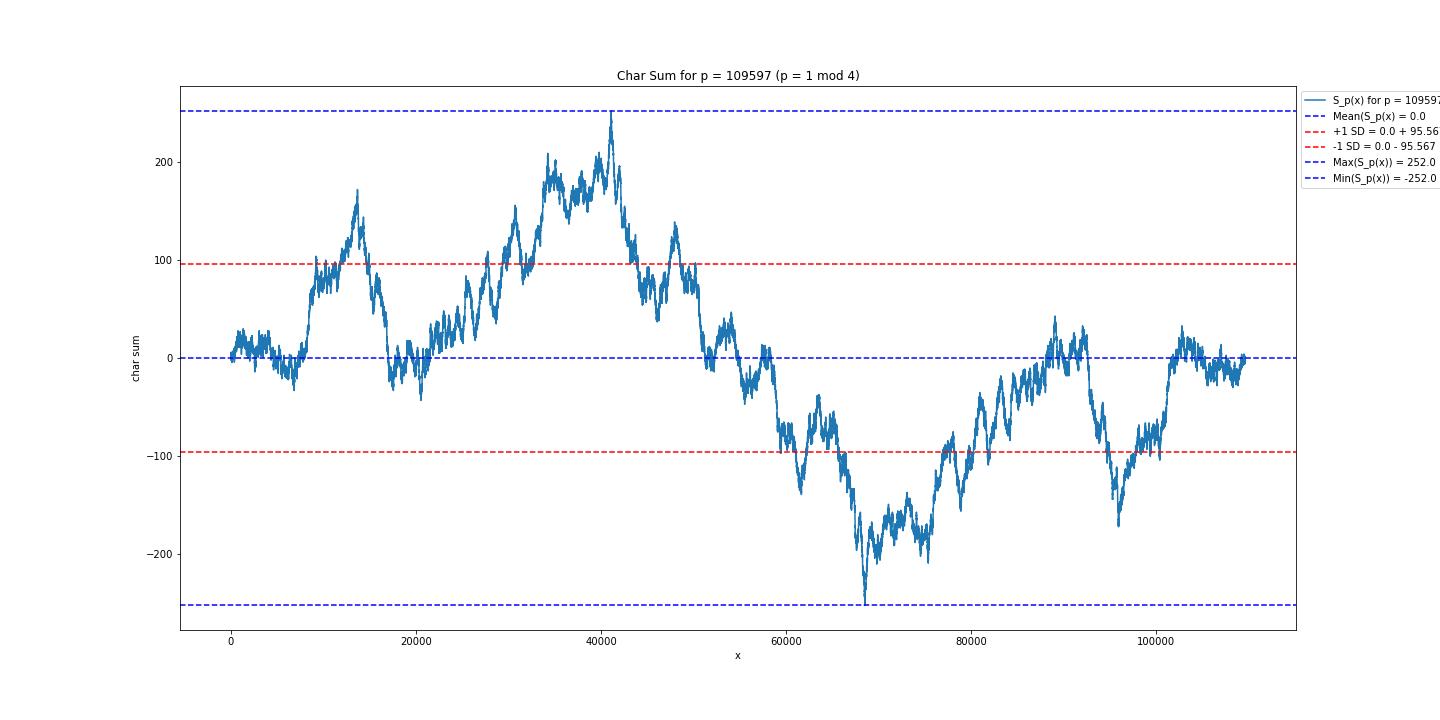 Char Sum for p = 109597 (p = 1 mod 4)
S_p(x) for p = 109597
Mean(S_p(x) = 0.0
+1 SD = 0.0 + 95.56
-1 SD = 0.0 - 95.567
Max(S_p(x)) = 252.0
Min(S_p(x)) = -252.0
200
100
0
−100
−200
char sum
0 20000 40000 60000 80000 100000
x